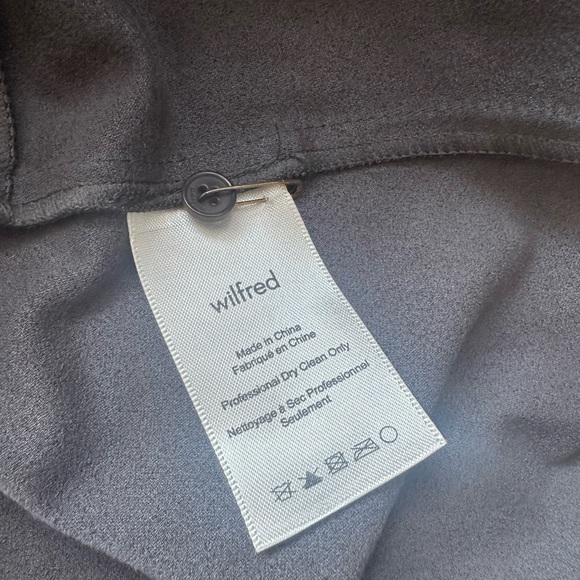 wilfred
Made in China
Fabriqué en Chine
Professional Dry Clean Only
Nettoyage à Sec Professionnel
Seulement